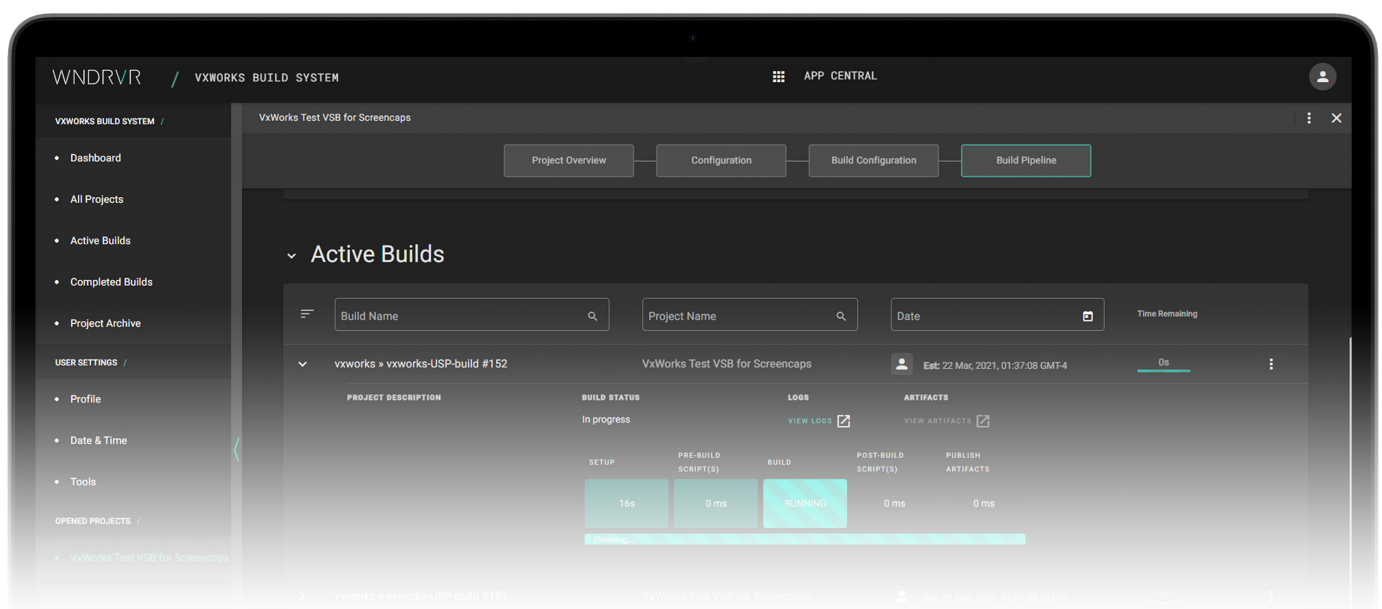 WNDRVR / VXWORKS BUILD SYSTEM
APP CENTRAL
VXWORKS BUILD SYSTEM /
Dashboard
All Projects
Active Builds
Completed Builds
Project Archive
USER SETTINGS /
Profile
Date & Time
Tools
OPENED PROJECTS /
VxWorks Test VSB for Screencaps
VxWorks Test VSB for Screencaps
Project Overview
Configuration
Build Configuration
Build Pipeline
Active Builds
Build Name
Project Name
Date
Time Remaining
vxworks » vxworks-USP-build #152
VxWorks Test VSB for Screencaps
Est: 22 Mar, 2021, 01:37:08 GMT-4
0s
PROJECT DESCRIPTION
BUILD STATUS
In progress
LOGS
VIEW LOGS
ARTIFACTS
VIEW ARTIFACTS
SETUP
PRE-BUILD
SCRIPT(S)
BUILD
POST-BUILD
SCRIPT(S)
PUBLISH
ARTIFACTS
16s
0 ms
RUNNING
0 ms
0 ms
Finishing...
vxworks » vxworks-USP-build #153
VxWorks Test VSB for Screencaps